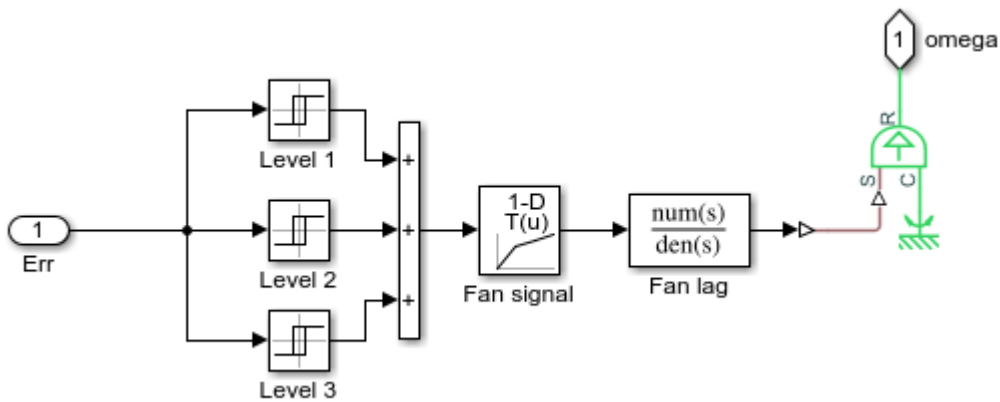 1
omega
R
Level 1
+
S
C
1-D
T(u)
num(s)
den(s)
1
Err
+
Level 2
Fan signal
Fan lag
+
Level 3